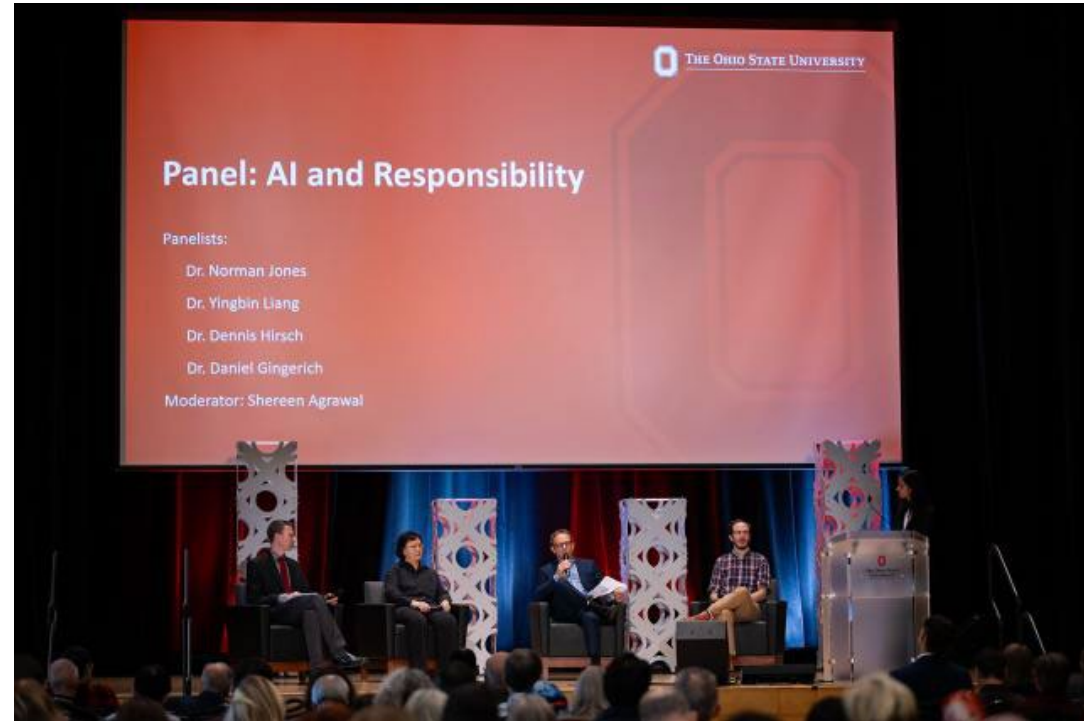 THE OHIO STATE UNIVERSITY
Panel: AI and Responsibility
Panelists:
Dr. Norman Jones
Dr. Yingbin Liang
Dr. Dennis Hirsch
Dr. Daniel Gingerich
Moderator: Shereen Agrawal